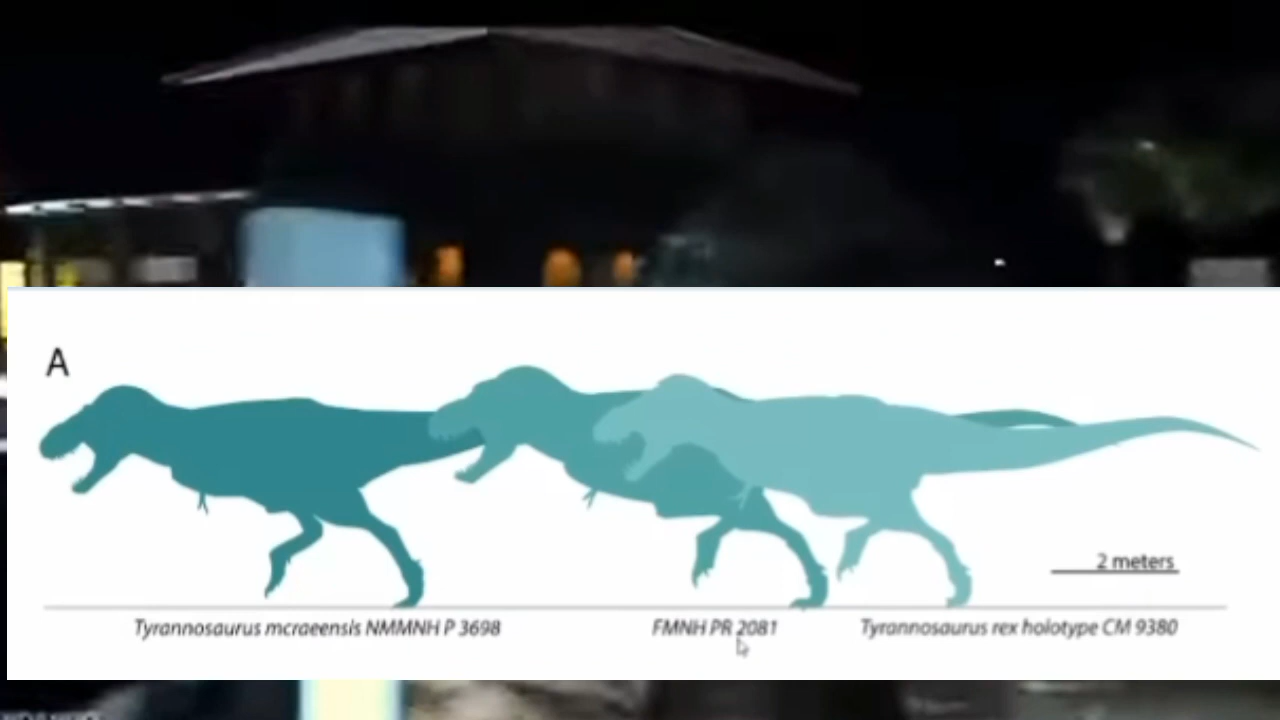 A
2 meters
Tyrannosaurus mcraeensis NMMNH P 3698
FMNH PR 2081
Tyrannosaurus rex holotype CM 9380